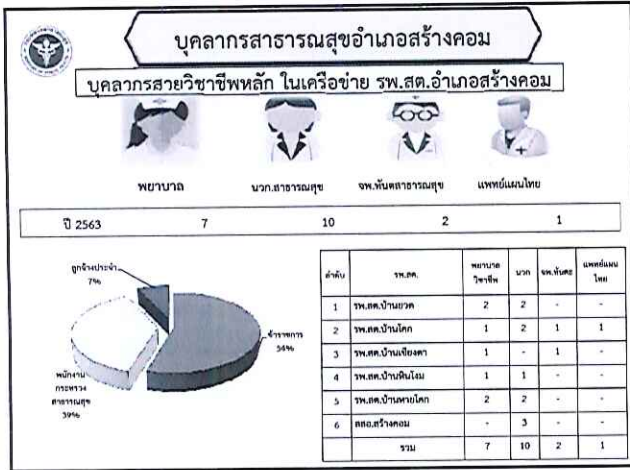 บุคลากรสาธารณสุขอำเภอสร้างคอม
บุคลากรสายวิชาชีพหลัก ในเครือข่าย รพ.สต.อำเภอสร้างคอม
พยาบาล นวก.สาธารณสุข จพ.ทันตสาธารณสุข แพทย์แผนไทย
ปี 2563 7 10 2 1
ลูกจ้างประจำ
7%
ข้าราชการ
54%
พนักงาน
กระทรวง
สาธารณสุข
39%
ลำดับ รพ.สต. พยาบาลวิชาชีพ นวก จพ.ทันตะ แพทย์แผนไทย
1 รพ.สต.บ้านยวด 2 2 - -
2 รพ.สต.บ้านโคก 1 2 1 1
3 รพ.สต.บ้านเชียงดา 1 - 1 -
4 รพ.สต.บ้านหินโงม 1 1 - -
5 รพ.สต.บ้านนายโคก 2 2 - -
6 สสอ.สร้างคอม - 3 - -
รวม 7 10 2 1